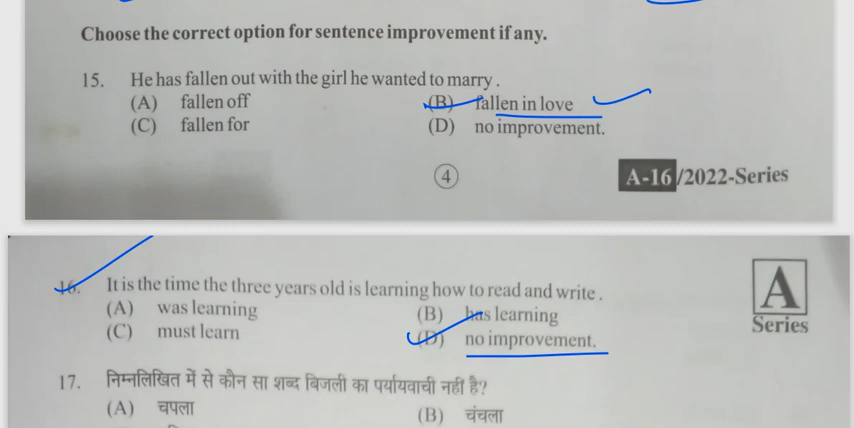 Choose the correct option for sentence improvement if any.
15. He has fallen out with the girl he wanted to marry .
(A) fallen off (B) fallen in love
(C) fallen for (D) no improvement.
4 A-16 /2022-Series
16. It is the time the three years old is learning how to read and write .
(A) was learning (B) has learning
(C) must learn (D) no improvement.
A
Series
17. निम्नलिखित में से कौन सा शब्द बिजली का पर्यायवाची नहीं है?
(A) चपला (B) चंचला